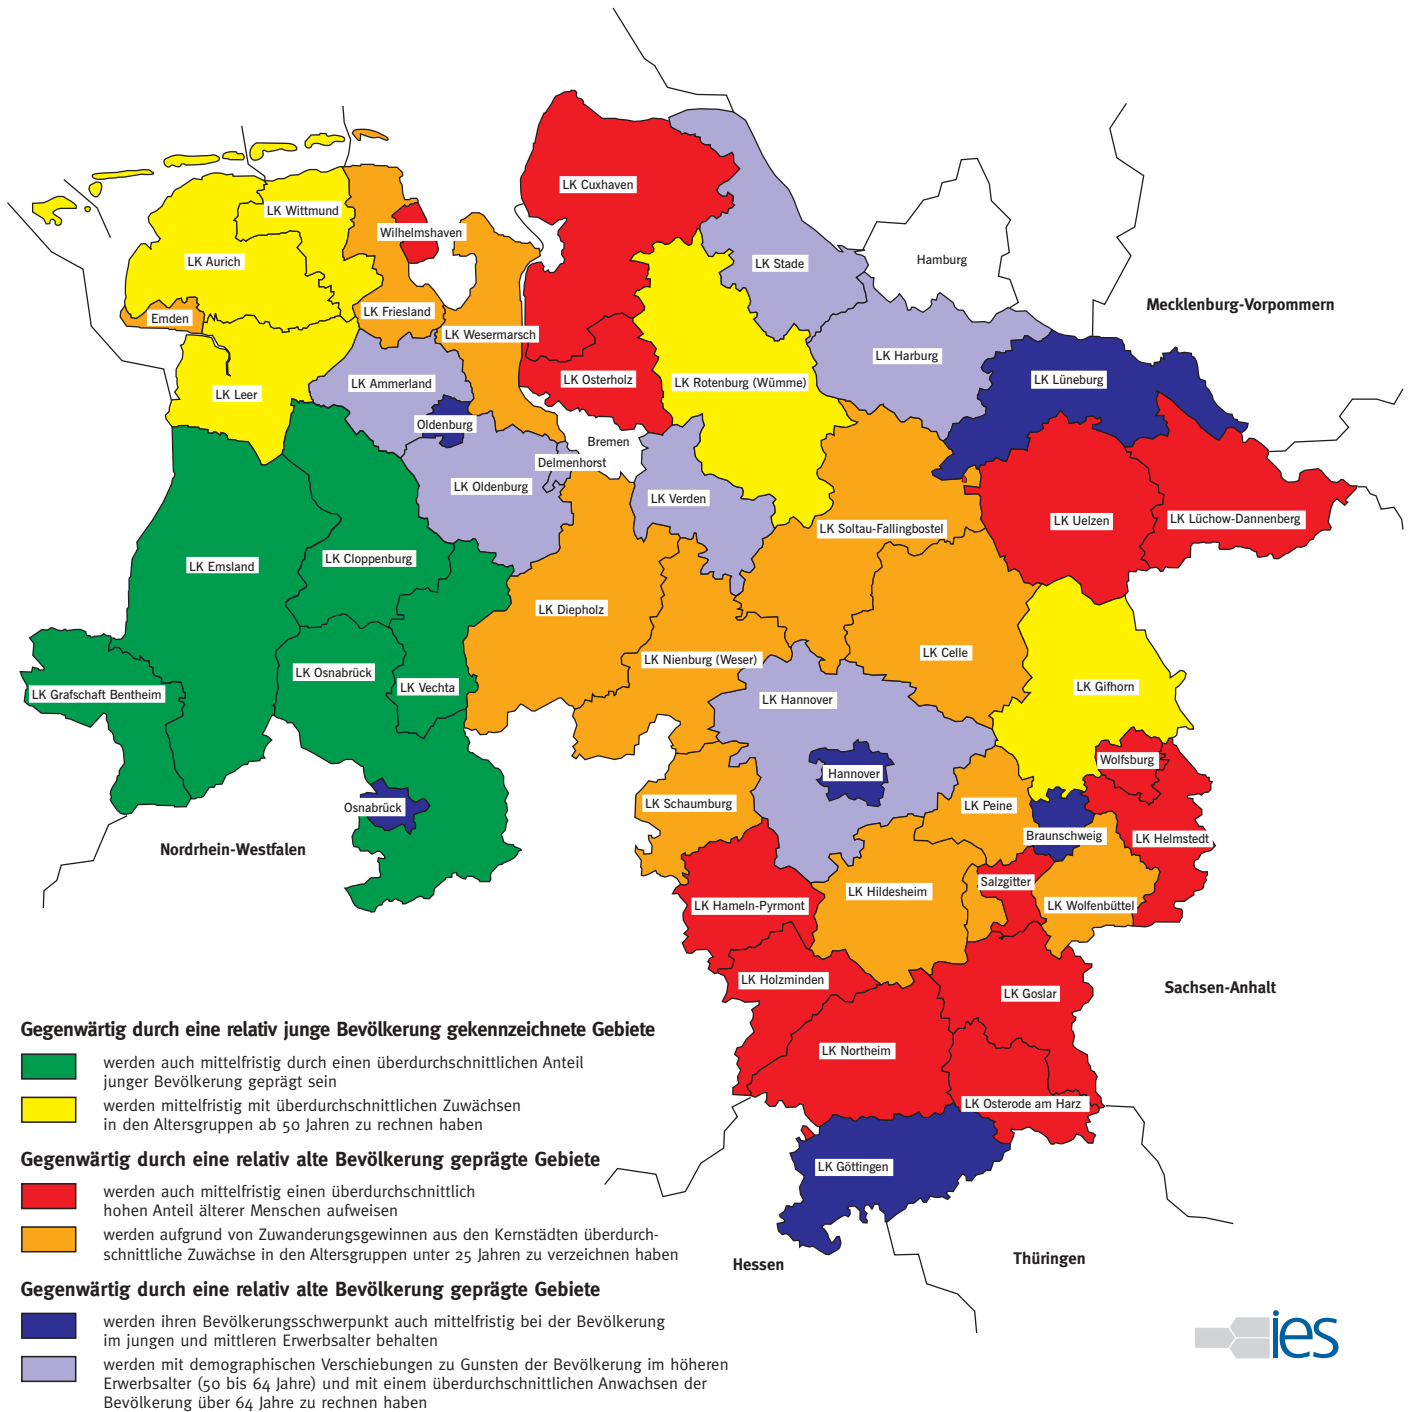 LK Cuxhaven
LK Wittmund
Wilhelmshaven
LK Aurich
LK Stade
Hamburg
Mecklenburg-Vorpommern
Emden
LK Friesland
LK Wesermarsch
LK Harburg
LK Ammerland
LK Osterholz
LK Rotenburg (Wümme)
LK Lüneburg
LK Leer
Oldenburg
Bremen
Delmenhorst
LK Oldenburg
LK Verden
LK Soltau-Fallingbostel
LK Uelzen
LK Lüchow-Dannenberg
LK Emsland
LK Cloppenburg
LK Diepholz
LK Celle
LK Nienburg (Weser)
LK Osnabrück
LK Vechta
LK Grafschaft Bentheim
LK Hannover
LK Gifhorn
Wolfsburg
Hannover
Osnabrück
LK Schaumburg
LK Peine
Braunschweig
LK Helmstedt
Nordrhein-Westfalen
Salzgitter
LK Hildesheim
LK Hameln-Pyrmont
LK Wolfenbüttel
LK Holzminden
LK Goslar
Sachsen-Anhalt
LK Northeim
LK Osterode am Harz
LK Göttingen
Hessen
Thüringen
Gegenwärtig durch eine relativ junge Bevölkerung gekennzeichnete Gebiete
werden auch mittelfristig durch einen überdurchschnittlichen Anteil
junger Bevölkerung geprägt sein
werden mittelfristig mit überdurchschnittlichen Zuwächsen
in den Altersgruppen ab 50 Jahren zu rechnen haben
Gegenwärtig durch eine relativ alte Bevölkerung geprägte Gebiete
werden auch mittelfristig einen überdurchschnittlich
hohen Anteil älterer Menschen aufweisen
werden aufgrund von Zuwanderungsgewinnen aus den Kernstädten überdurch-
schnittliche Zuwächse in den Altersgruppen unter 25 Jahren zu verzeichnen haben
Gegenwärtig durch eine relativ alte Bevölkerung geprägte Gebiete
werden ihren Bevölkerungsschwerpunkt auch mittelfristig bei der Bevölkerung
im jungen und mittleren Erwerbsalter behalten
werden mit demographischen Verschiebungen zu Gunsten der Bevölkerung im höheren
Erwerbsalter (50 bis 64 Jahre) und mit einem überdurchschnittlichen Anwachsen der
Bevölkerung über 64 Jahre zu rechnen haben
ies